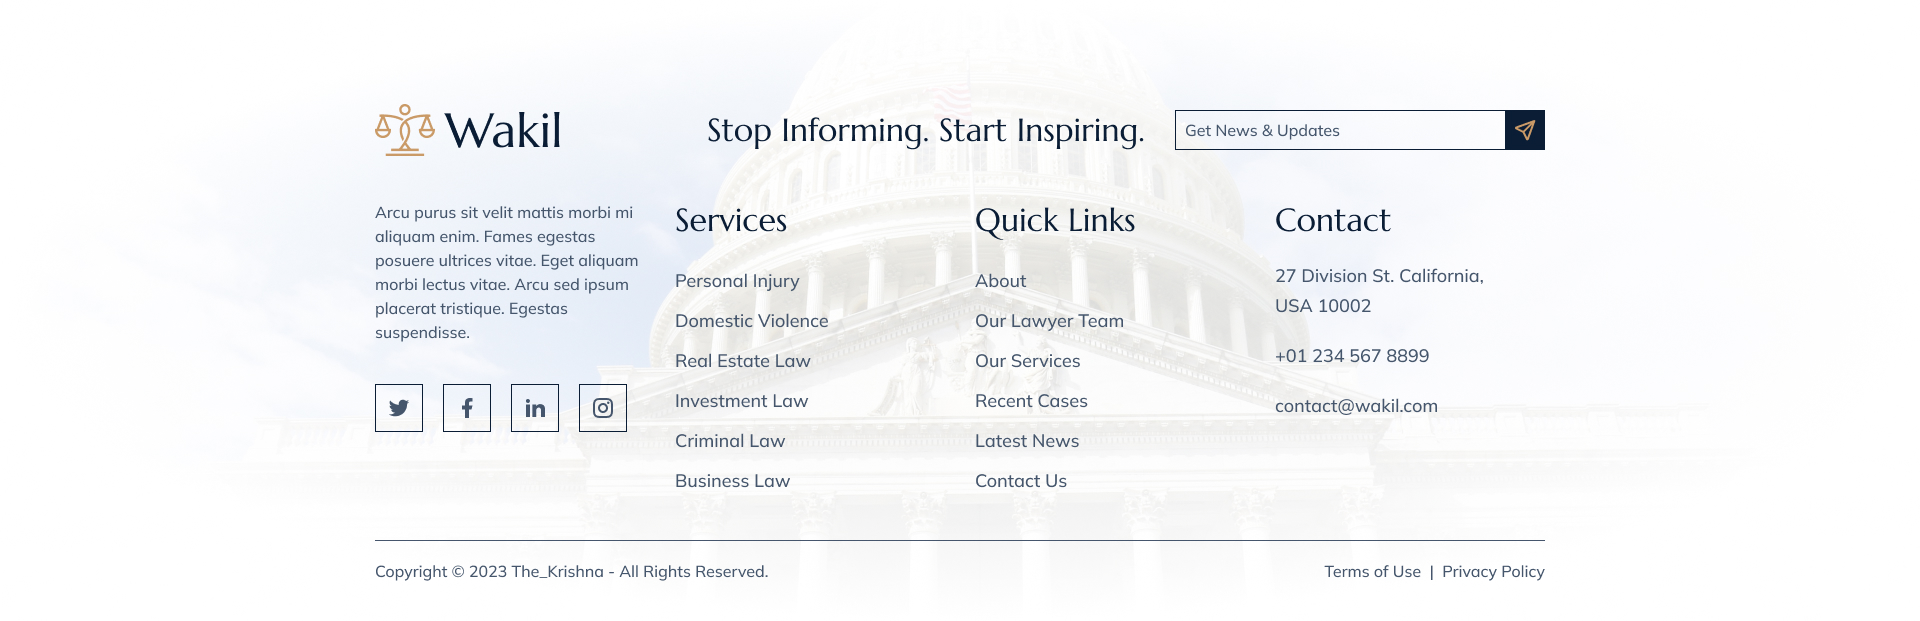 Wakil
Stop Informing. Start Inspiring.
Get News & Updates
Arcu purus sit velit mattis morbi mi
aliquam enim. Fames egestas
posuere ultrices vitae. Eget aliquam
morbi lectus vitae. Arcu sed ipsum
placerat tristique. Egestas
suspendisse.
Services
Personal Injury
Domestic Violence
Real Estate Law
Investment Law
Criminal Law
Business Law
Quick Links
About
Our Lawyer Team
Our Services
Recent Cases
Latest News
Contact Us
Contact
27 Division St. California,
USA 10002
+01 234 567 8899
contact@wakil.com
Copyright © 2023 The_Krishna - All Rights Reserved.
Terms of Use | Privacy Policy